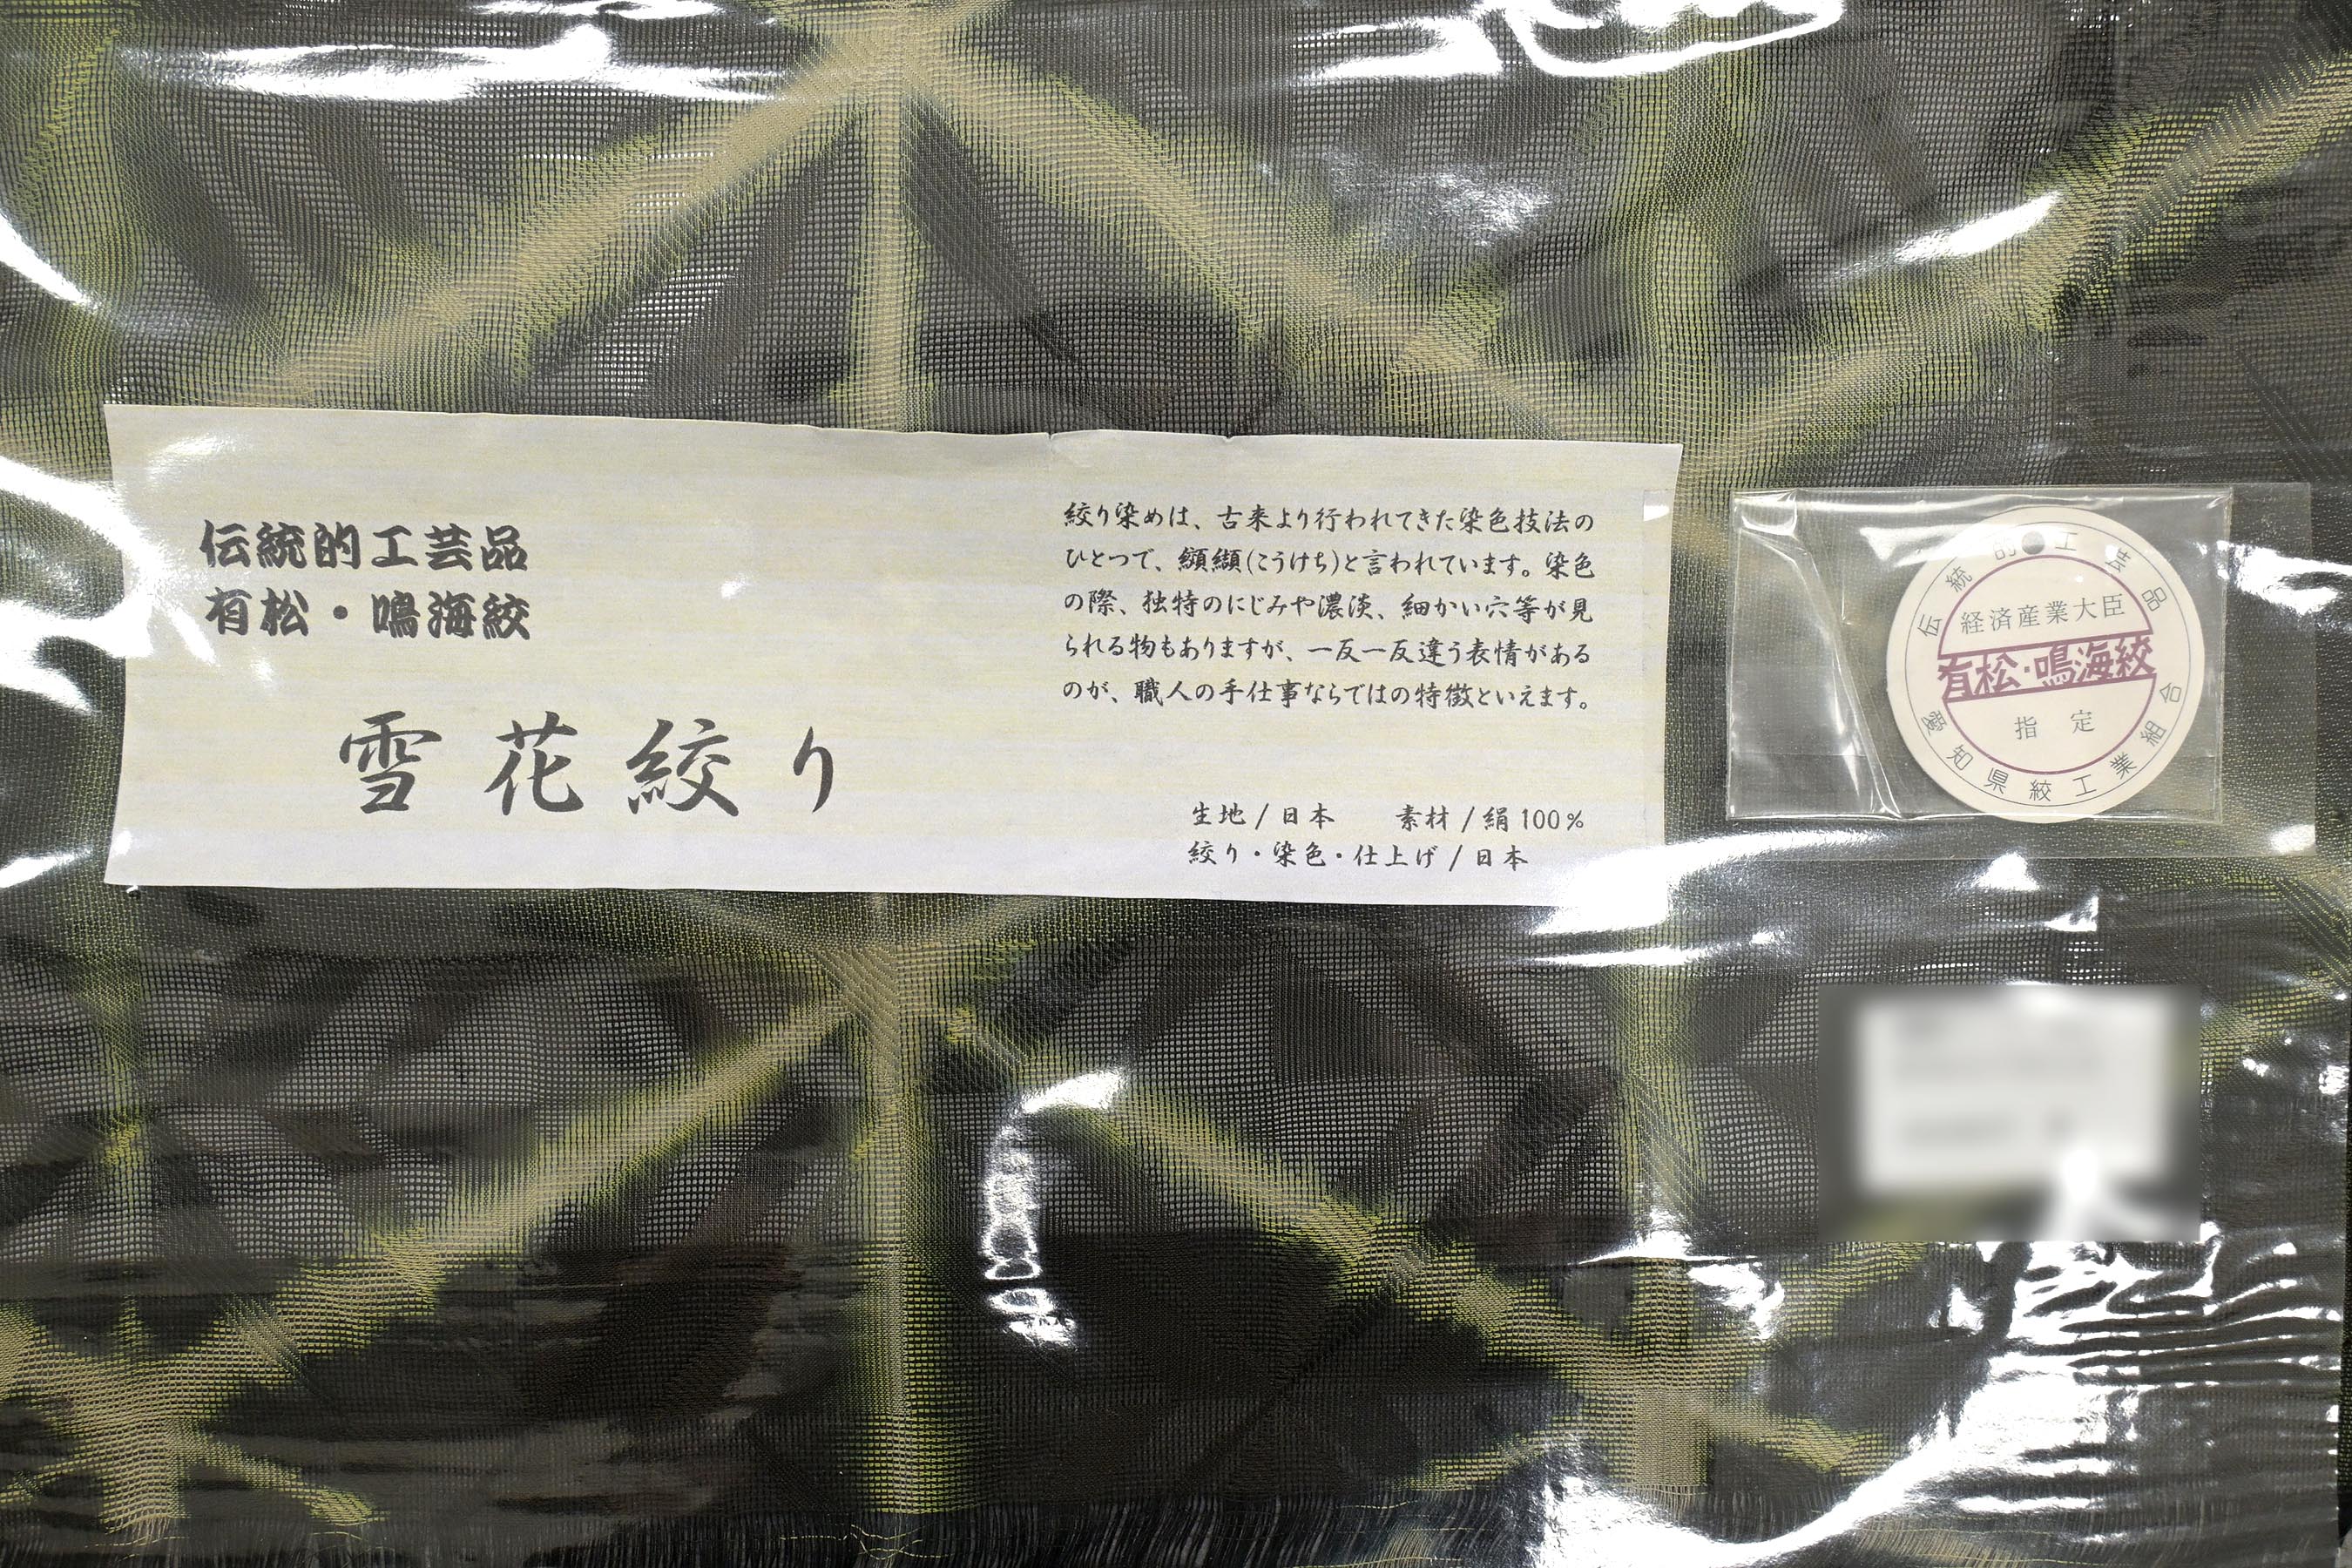 伝統的工芸品
有松・鳴海絞
雪花絞り
絞り染めは、古来より行われてきた染色技法の
ひとつで、纐纈(こうけち)と言われています。染色
の際、独特のにじみや濃淡、細かい穴等が見
られる物もありますが、一反一反違う表情がある
のが、職人の手仕事ならではの特徴といえます。
生地/日本　素材/絹100%
絞り・染色・仕上げ/日本
伝統的工芸品
経済産業大臣
有松・鳴海絞
指定
愛知県絞工業組合